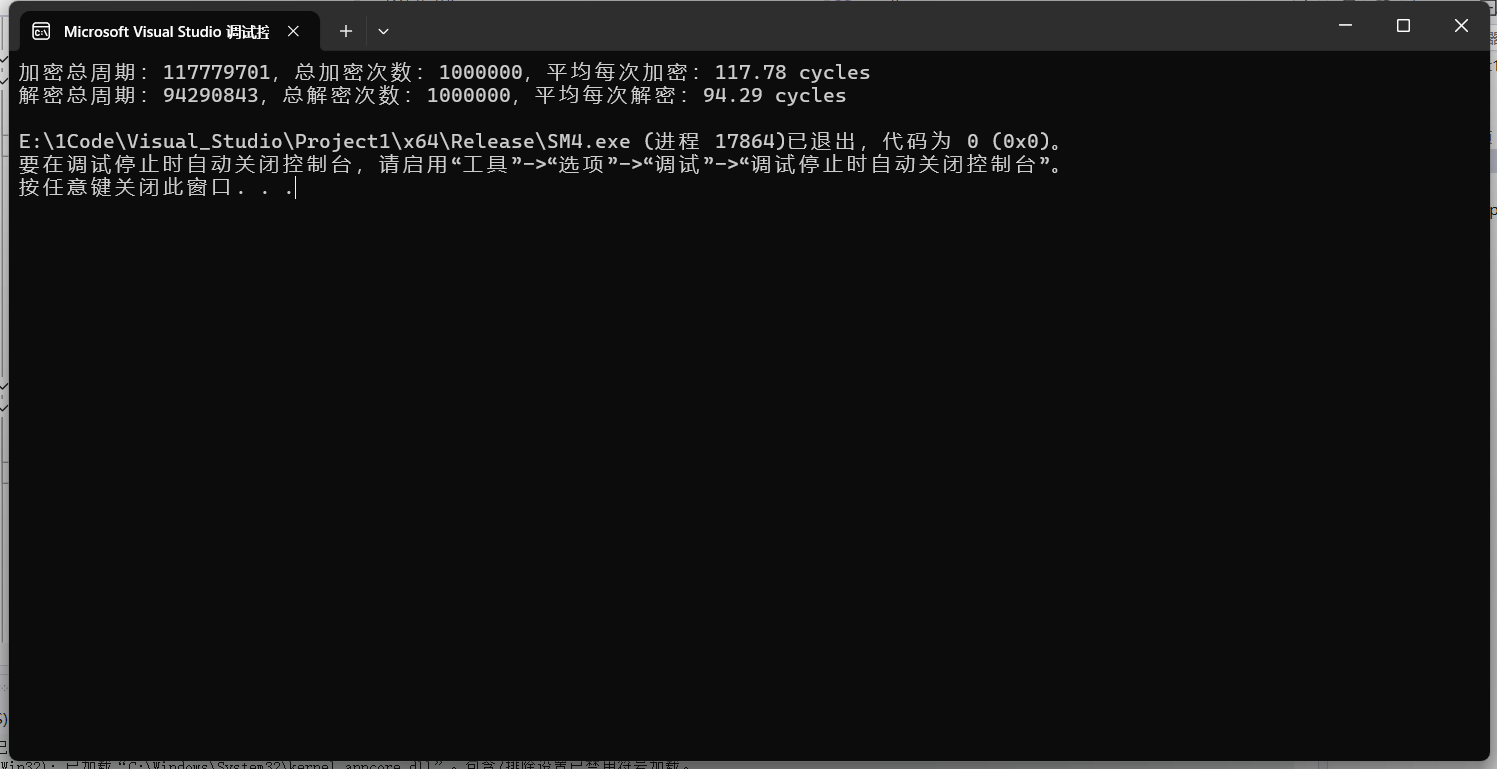 Microsoft Visual Studio 调试控
加密总周期：117779701，总加密次数：1000000，平均每次加密：117.78 cycles
解密总周期：94290843，总解密次数：1000000，平均每次解密：94.29 cycles
E:\1Code\Visual_Studio\Project1\x64\Release\SM4.exe (进程 17864)已退出，代码为 0 (0x0)。
要在调试停止时自动关闭控制台，请启用“工具”->“选项”->“调试”->“调试停止时自动关闭控制台”。
按任意键关闭此窗口. . .
Win32): 已加载“C:\Windows\System32\kernel.appcore.dll”。包含/排除设置已禁用符号加载。